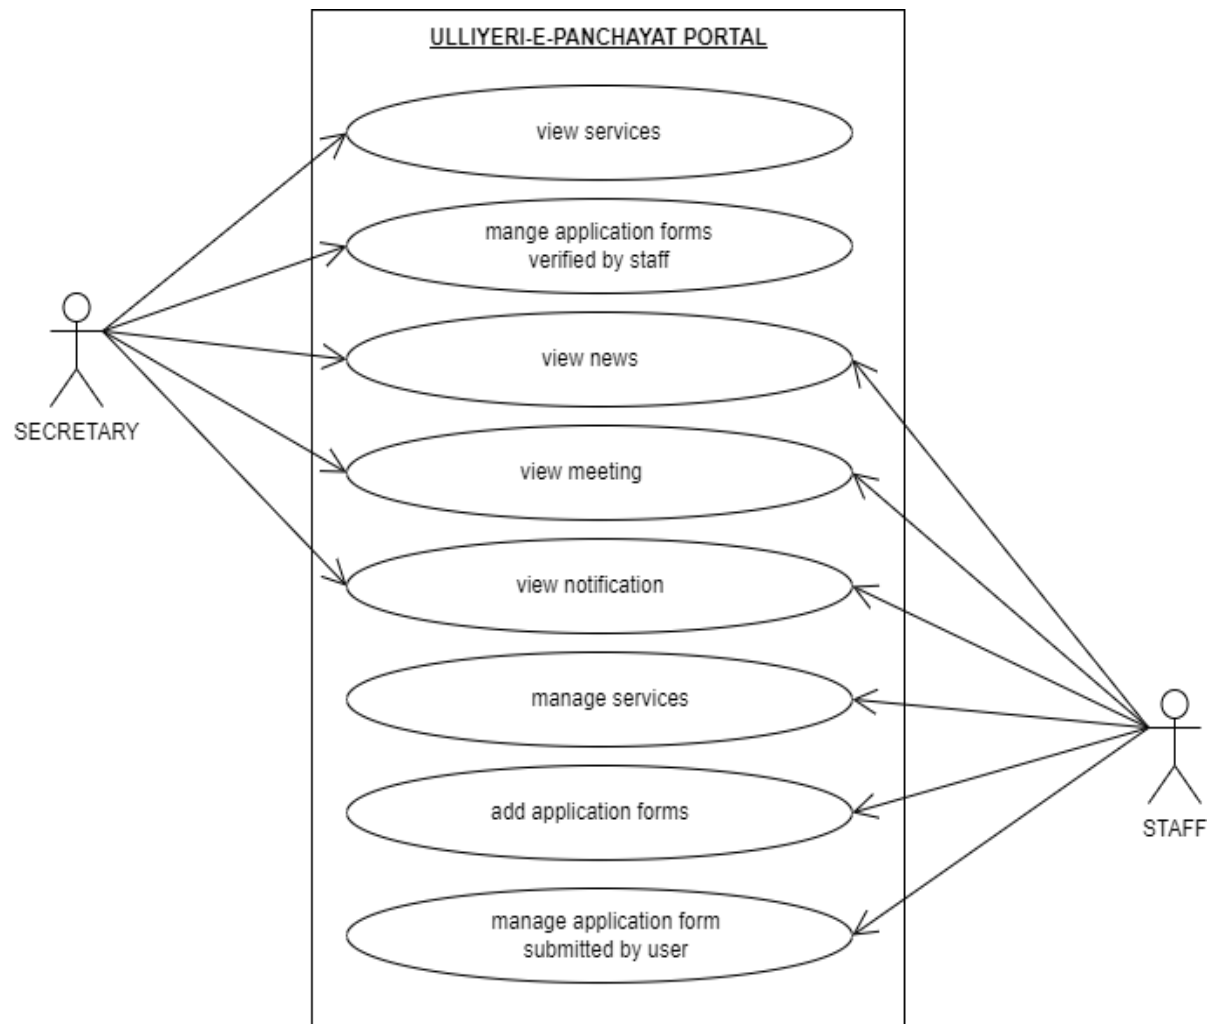 ULLIYERI-E-PANCHAYAT PORTAL
view services
mange application forms
verified by staff
view news
SECRETARY
view meeting
view notification
manage services
add application forms
STAFF
manage application form
submitted by user